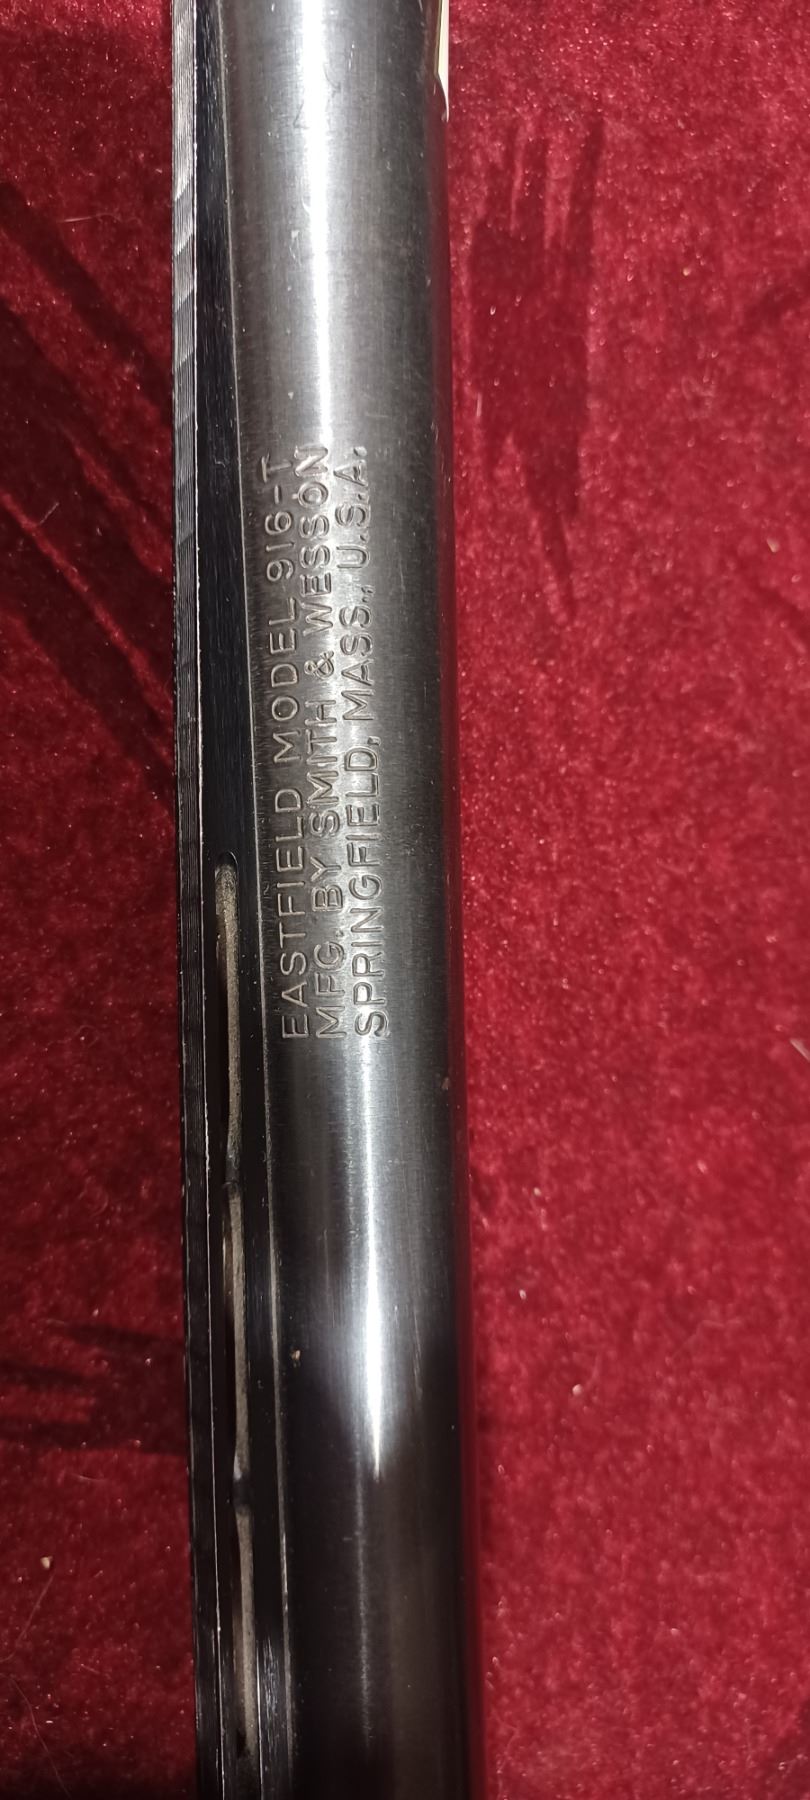 EASTFIELD MODEL 916-T
MFG. BY SMITH & WESSON
SPRINGFIELD, MASS., U.S.A.